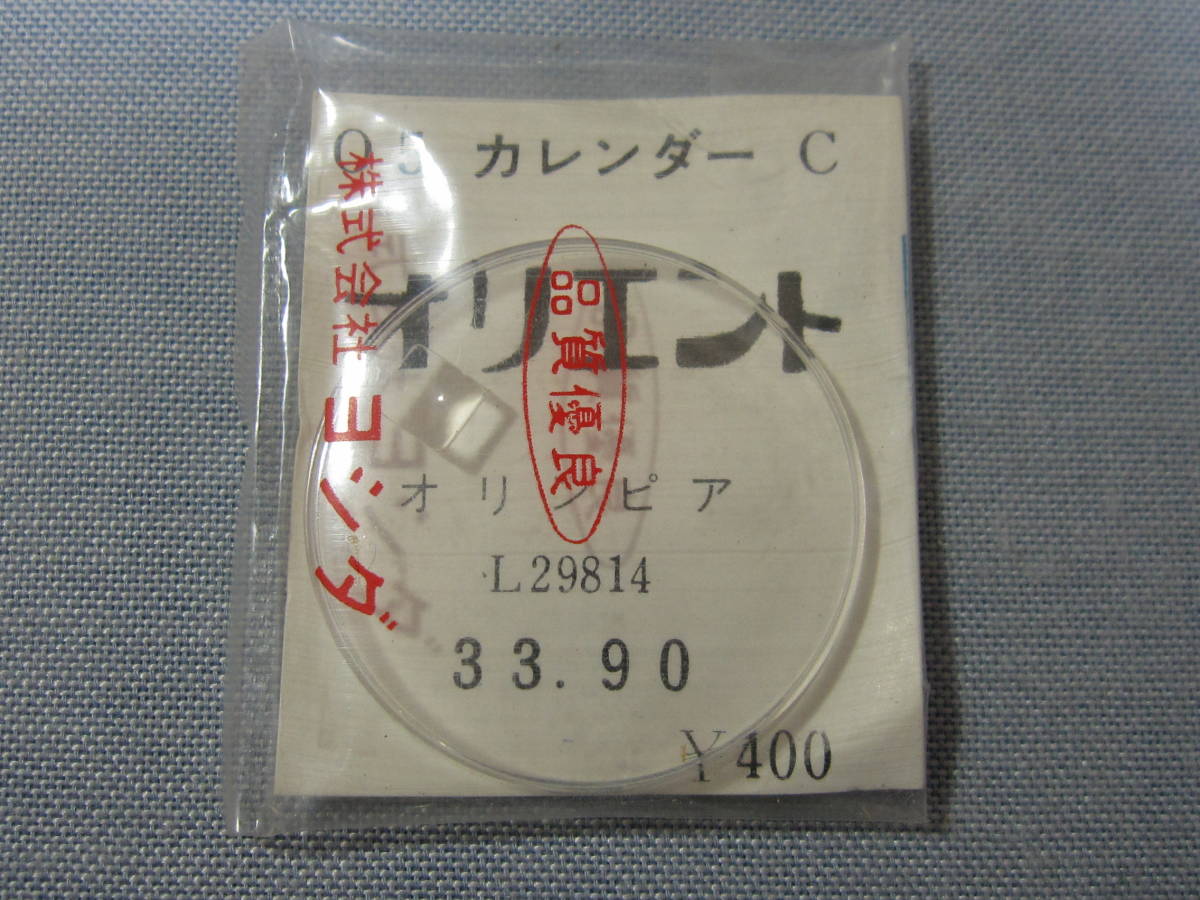 O5 カレンダー C
オリエント
オリンピア
L29814
33.90
¥400
株式会社ヨシダ
品質優良